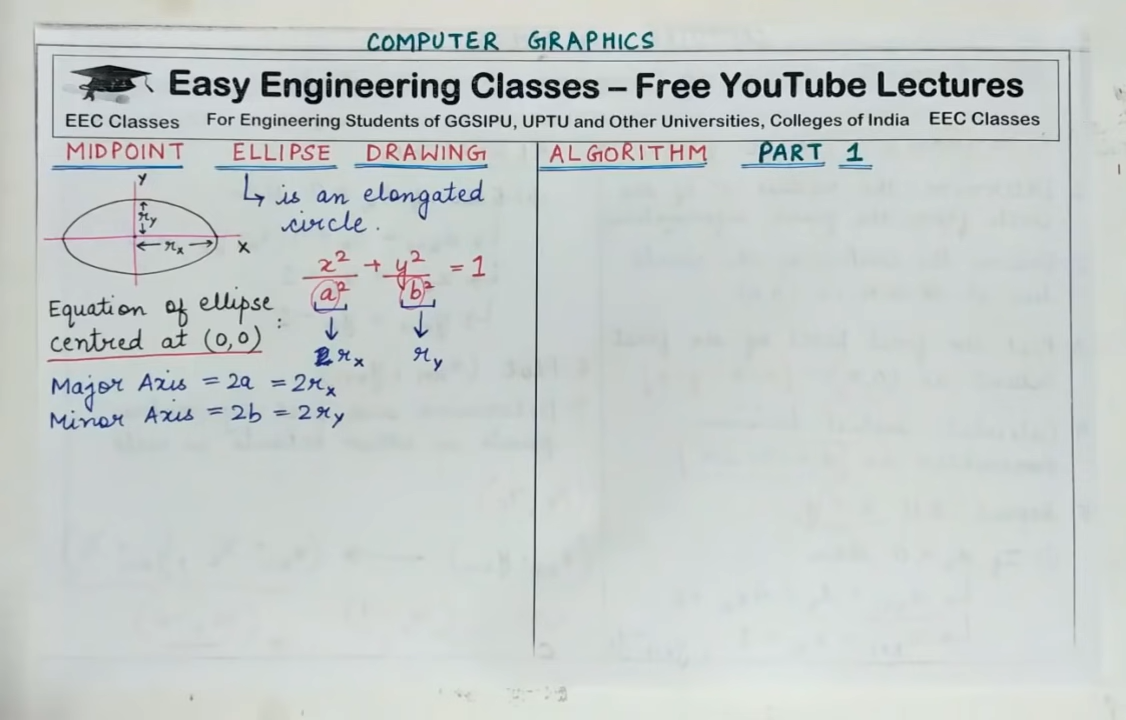 COMPUTER GRAPHICS
Easy Engineering Classes – Free YouTube Lectures
EEC Classes For Engineering Students of GGSIPU, UPTU and Other Universities, Colleges of India EEC Classes
MIDPOINT ELLIPSE DRAWING ALGORITHM PART 1
Y
↳ is an elongated
circle.
ry
rx X
x²/a² + y²/b² = 1
Equation of ellipse
centred at (0,0) :
↓ ↓
rx ry
Major Axis = 2a = 2rx
Minor Axis = 2b = 2ry